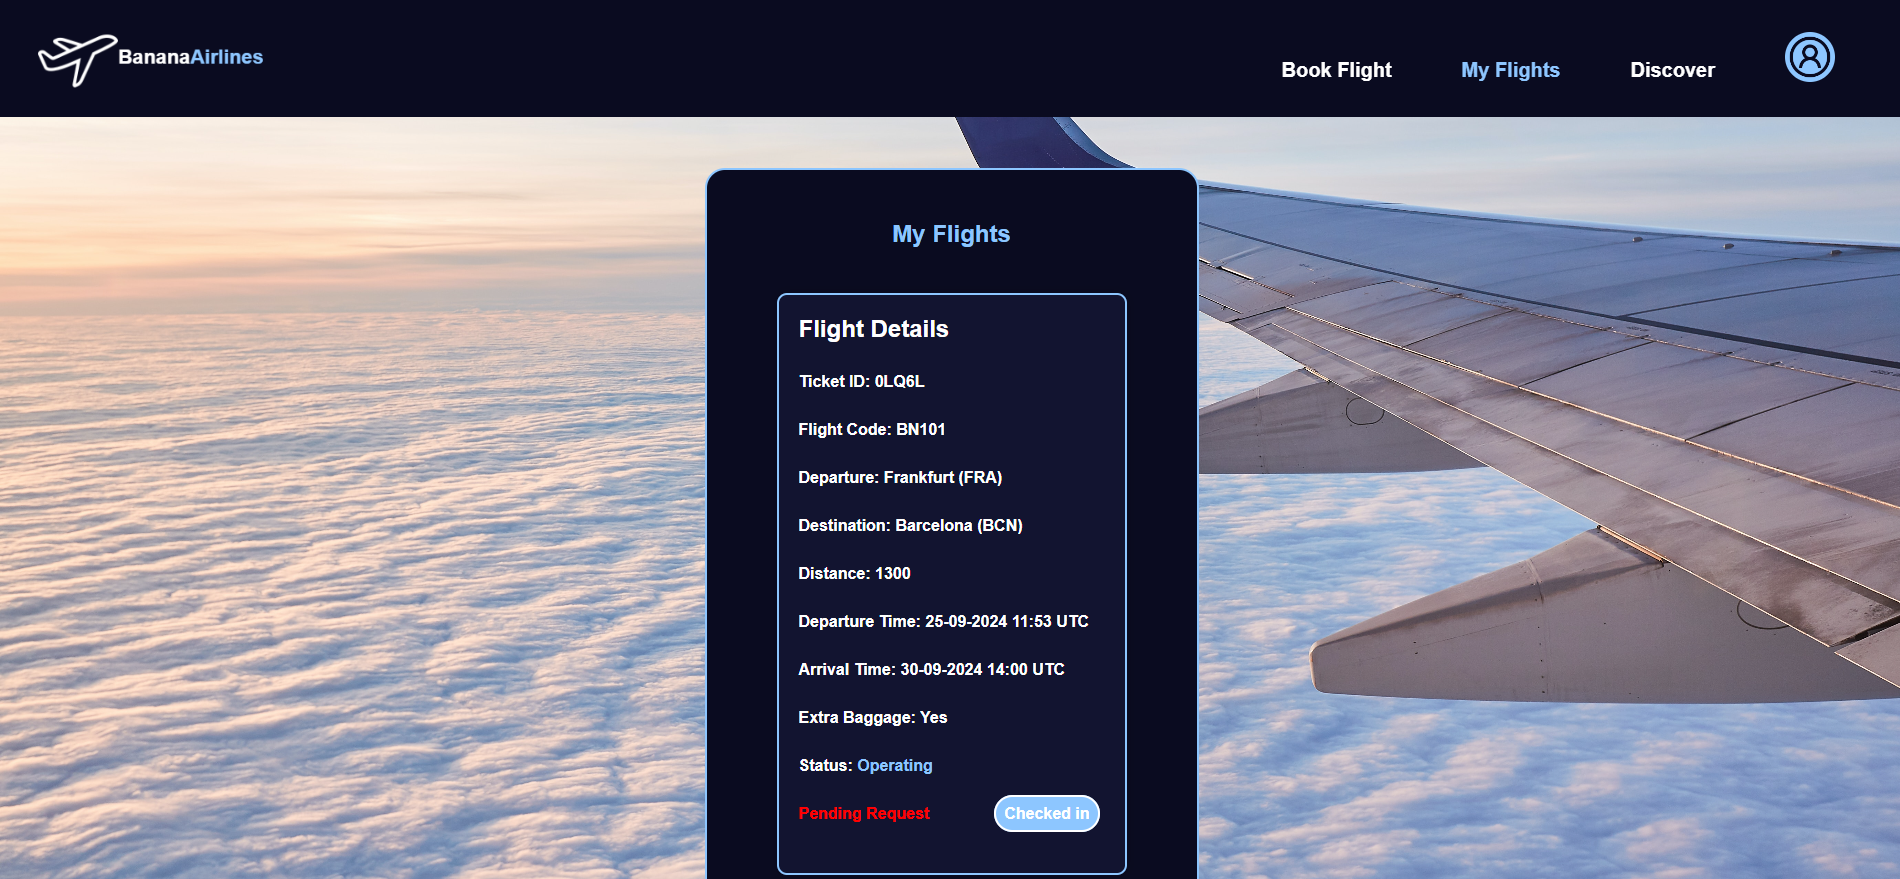 BananaAirlines
Book Flight
My Flights
Discover
My Flights
Flight Details
Ticket ID: 0LQ6L
Flight Code: BN101
Departure: Frankfurt (FRA)
Destination: Barcelona (BCN)
Distance: 1300
Departure Time: 25-09-2024 11:53 UTC
Arrival Time: 30-09-2024 14:00 UTC
Extra Baggage: Yes
Status: Operating
Pending Request
Checked in